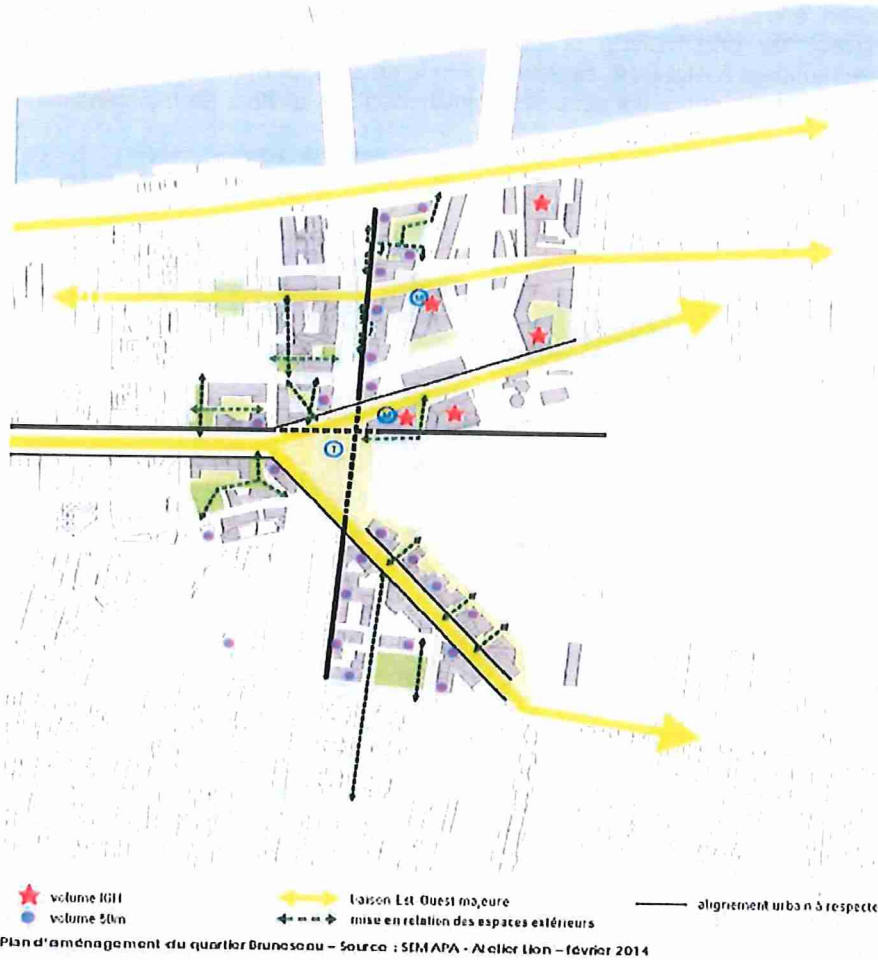 M
M
T
volume IGH
volume 50m
liaison Est-Ouest majeure
mise en relation des espaces extérieurs
alignement urbain à respecte
Plan d'aménagement du quartier Bruneseau – Source : SEMAPA - Atelier Lion – février 2014